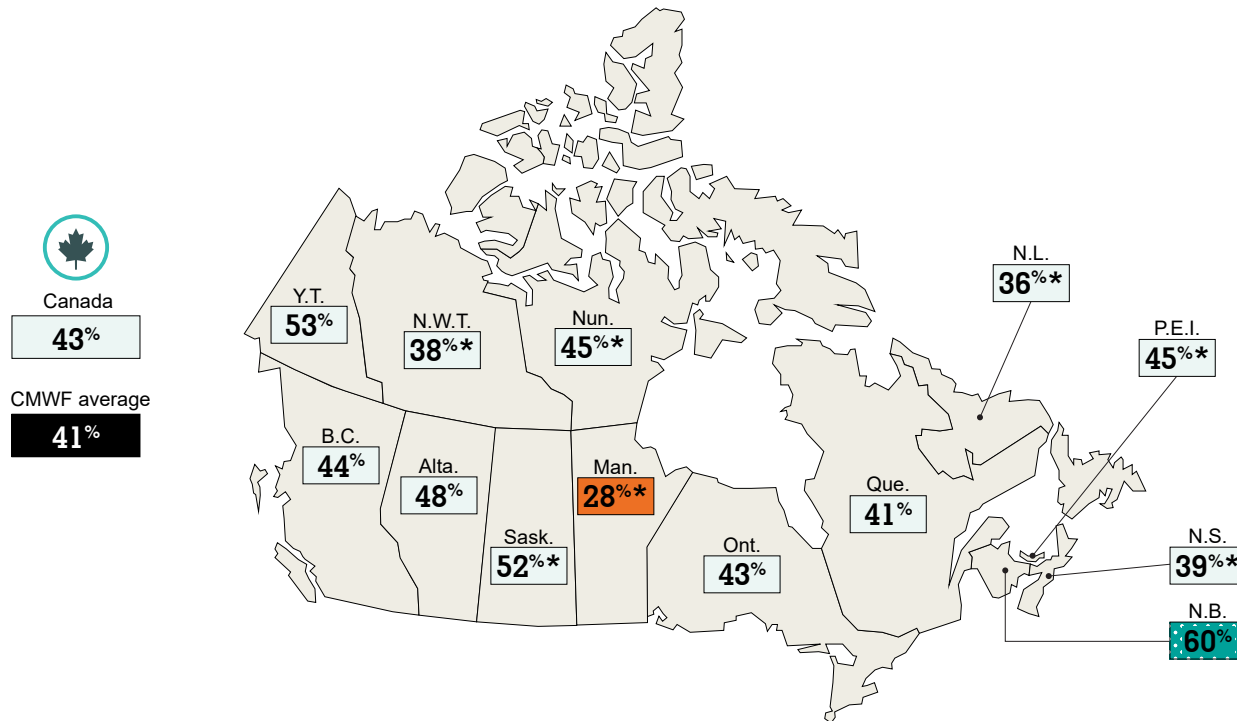 Canada
43%
CMWF average
41%
Y.T.
53%
N.W.T.
38%*
Nun.
45%*
N.L.
36%*
P.E.I.
45%*
B.C.
44%
Alta.
48%
Sask.
52%*
Man.
28%*
Ont.
43%
Que.
41%
N.S.
39%*
N.B.
60%